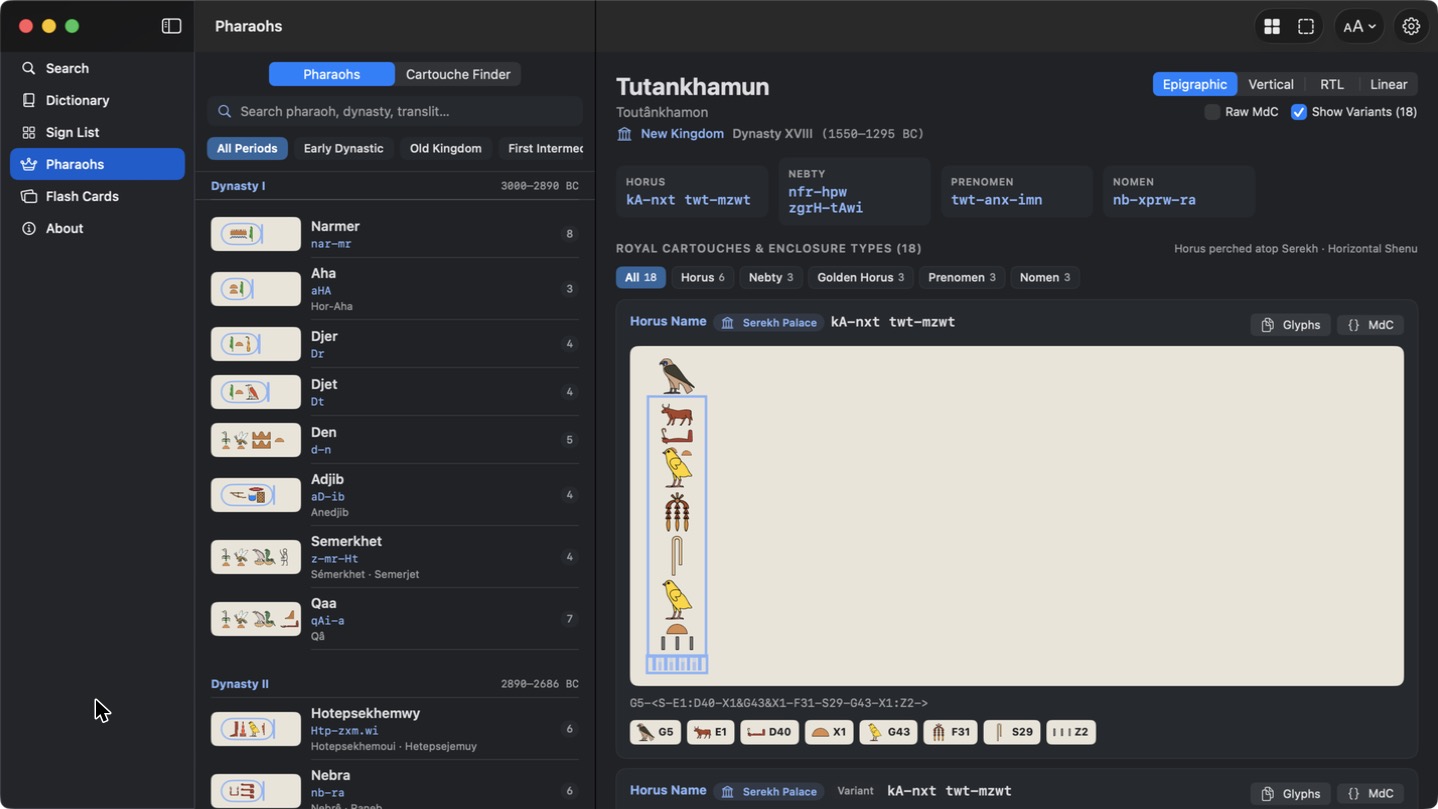 Pharaohs
AA
Search
Dictionary
Sign List
Pharaohs
Flash Cards
About
Pharaohs Cartouche Finder
Search pharaoh, dynasty, translit...
All Periods Early Dynastic Old Kingdom First Intermed
Dynasty I 3000–2890 BC
Narmer
nar-mr
8
Aha
aHA
Hor-Aha
3
Djer
Dr
4
Djet
Dt
4
Den
d-n
5
Adjib
aD-ib
Anedjib
4
Semerkhet
z-mr-Ht
Sémerkhet · Semerjet
4
Qaa
qAi-a
Qâ
7
Dynasty II 2890–2686 BC
Hotepsekhemwy
Htp-zxm.wi
Hotepsekhemoui · Hetepsejemuy
6
Nebra
nb-ra
Nebrê · Raneb
6
Tutankhamun
Toutânkhamon
New Kingdom Dynasty XVIII (1550–1295 BC)
Epigraphic Vertical RTL Linear
Raw MdC Show Variants (18)
HORUS
kA-nxt twt-mzwt
NEBTY
nfr-hpw
zgrH-tAwi
PRENOMEN
twt-anx-imn
NOMEN
nb-xprw-ra
ROYAL CARTOUCHES & ENCLOSURE TYPES (18) Horus perched atop Serekh · Horizontal Shenu
All 18 Horus 6 Nebty 3 Golden Horus 3 Prenomen 3 Nomen 3
Horus Name Serekh Palace kA-nxt twt-mzwt Glyphs {} MdC
G5-<S-E1:D40-X1&G43&X1-F31-S29-G43-X1:Z2->
G5 E1 D40 X1 G43 F31 S29 Z2
Horus Name Serekh Palace Variant kA-nxt twt-mzwt Glyphs {} MdC